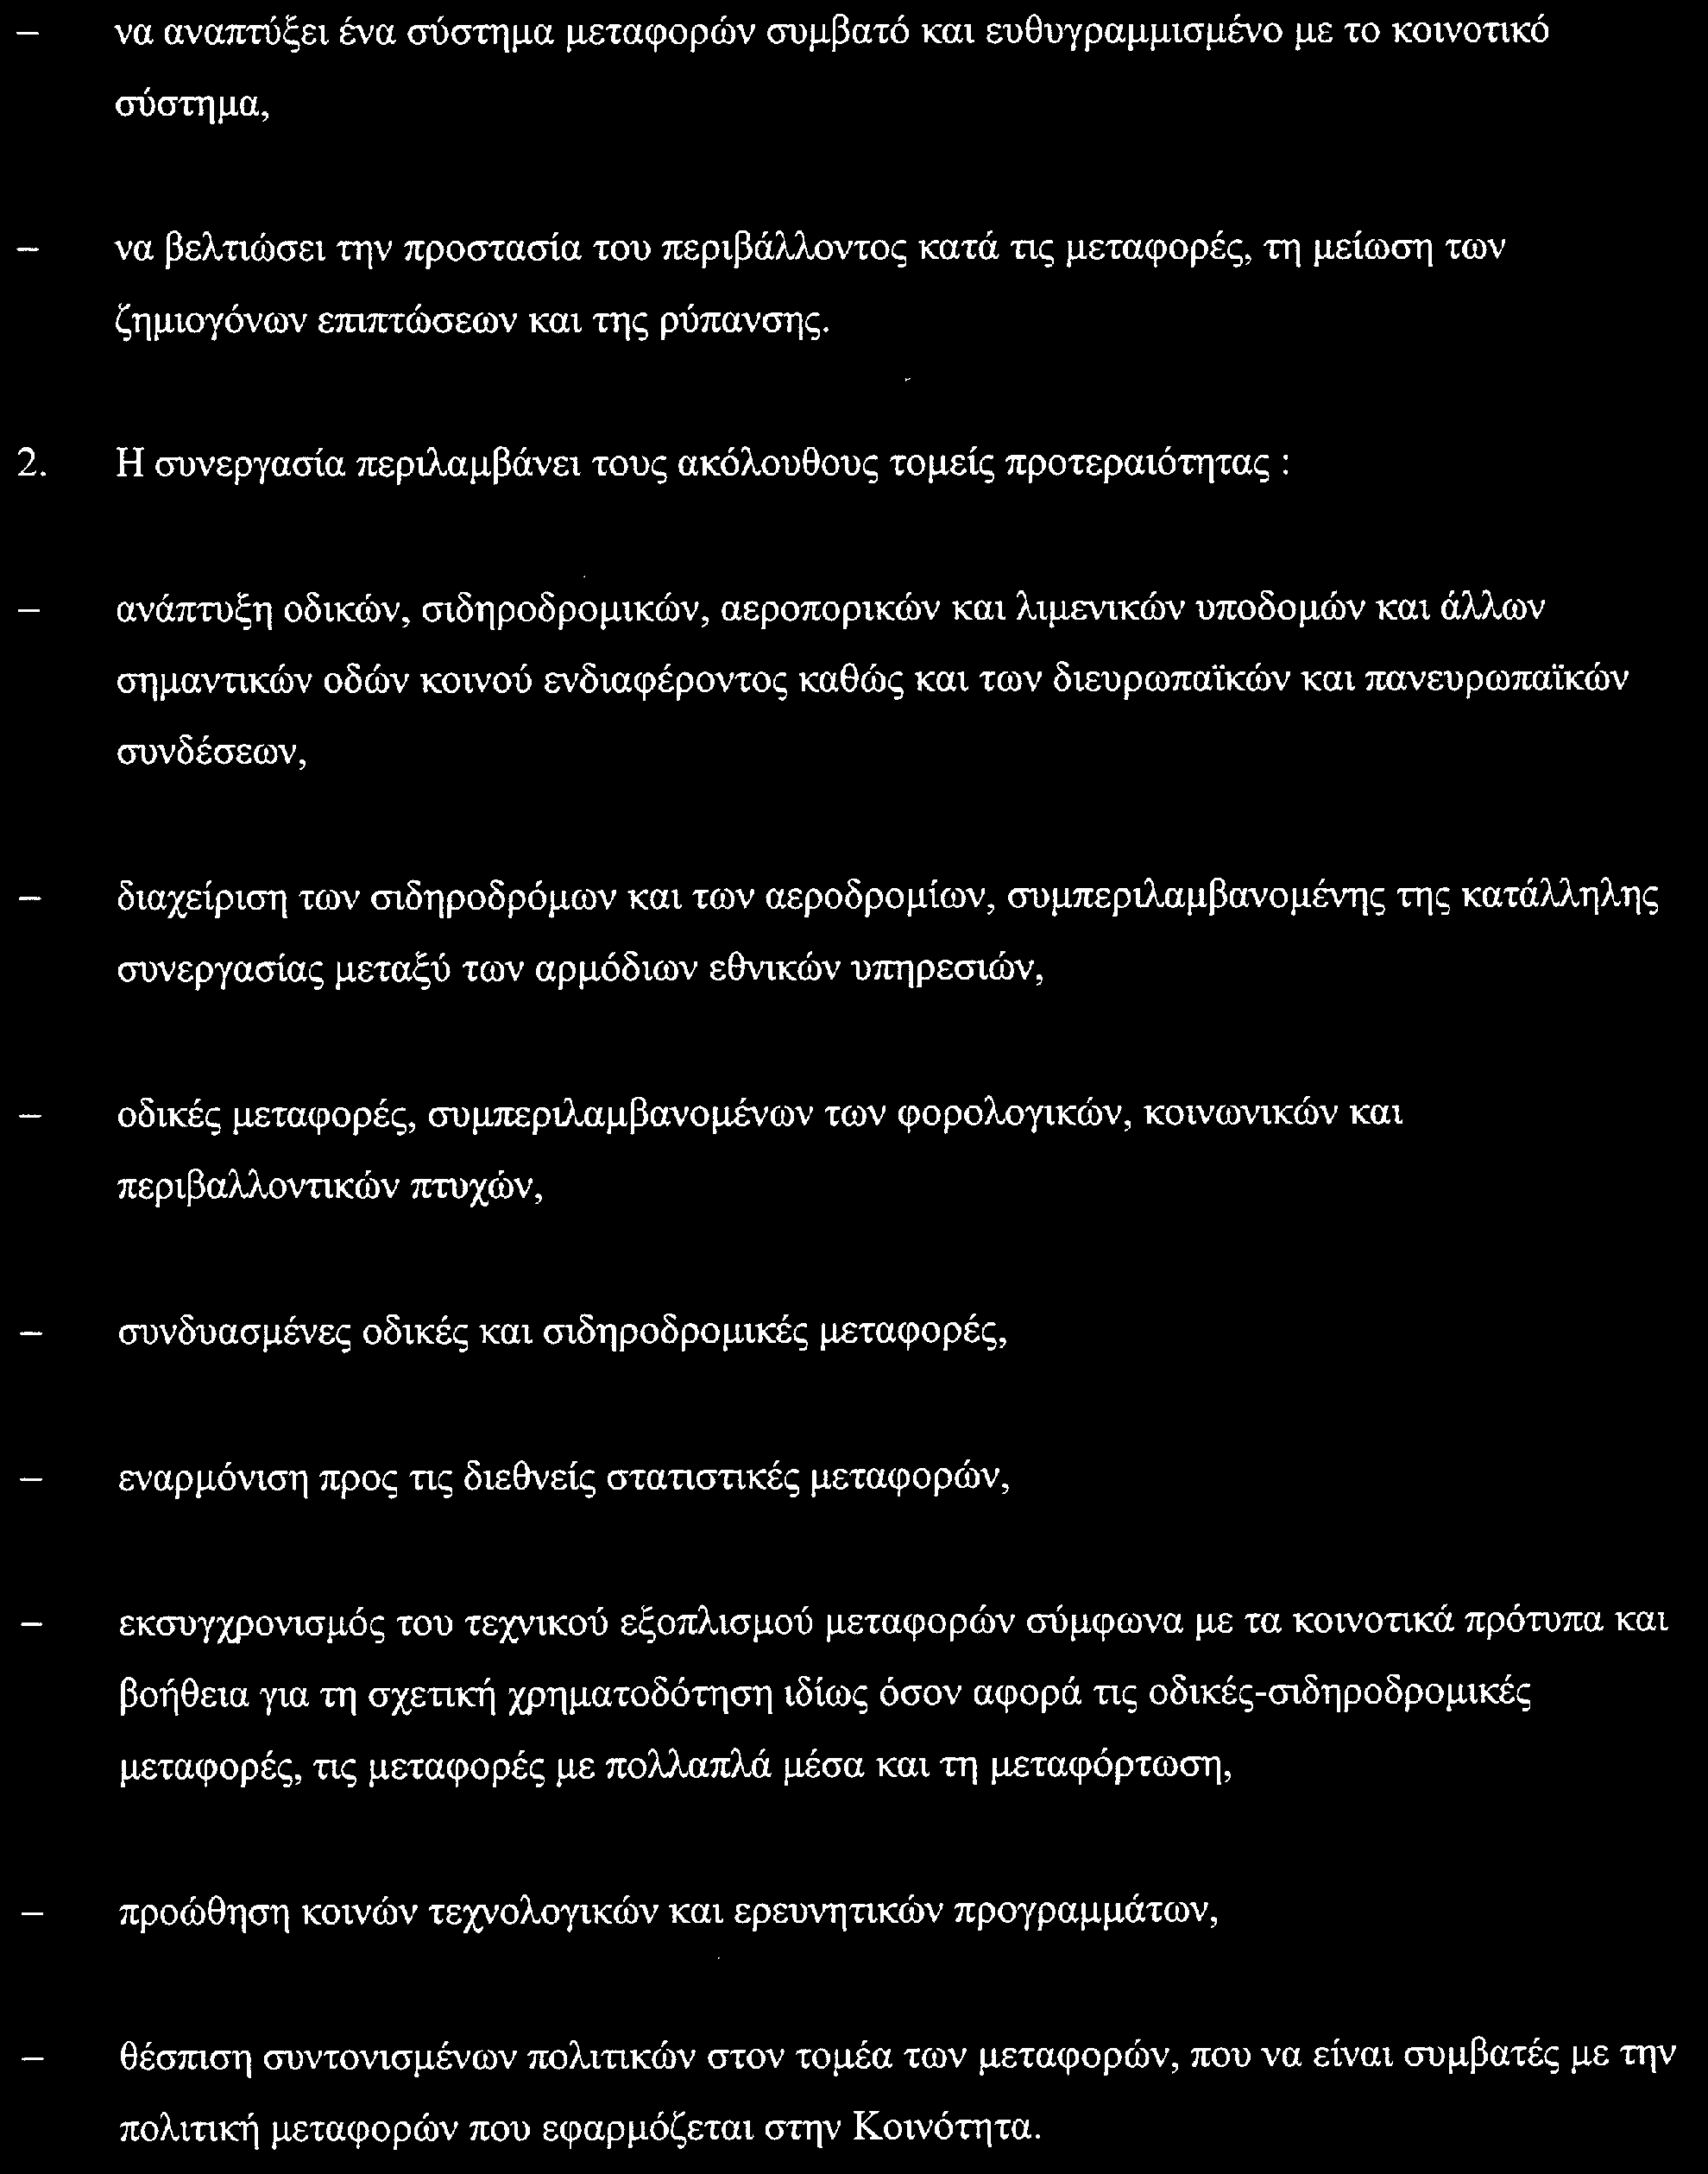 – να αναπτύξει ένα σύστημα μεταφορών συμβατό και ευθυγραμμισμένο με το κοινοτικό
σύστημα,
– να βελτιώσει την προστασία του περιβάλλοντος κατά τις μεταφορές, τη μείωση των
ζημιογόνων επιπτώσεων και της ρύπανσης.
2. Η συνεργασία περιλαμβάνει τους ακόλουθους τομείς προτεραιότητας :
– ανάπτυξη οδικών, σιδηροδρομικών, αεροπορικών και λιμενικών υποδομών και άλλων
σημαντικών οδών κοινού ενδιαφέροντος καθώς και των διευρωπαϊκών και πανευρωπαϊκών
συνδέσεων,
– διαχείριση των σιδηροδρόμων και των αεροδρομίων, συμπεριλαμβανομένης της κατάλληλης
συνεργασίας μεταξύ των αρμόδιων εθνικών υπηρεσιών,
– οδικές μεταφορές, συμπεριλαμβανομένων των φορολογικών, κοινωνικών και
περιβαλλοντικών πτυχών,
– συνδυασμένες οδικές και σιδηροδρομικές μεταφορές,
– εναρμόνιση προς τις διεθνείς στατιστικές μεταφορών,
– εκσυγχρονισμός του τεχνικού εξοπλισμού μεταφορών σύμφωνα με τα κοινοτικά πρότυπα και
βοήθεια για τη σχετική χρηματοδότηση ιδίως όσον αφορά τις οδικές-σιδηροδρομικές
μεταφορές, τις μεταφορές με πολλαπλά μέσα και τη μεταφόρτωση,
– προώθηση κοινών τεχνολογικών και ερευνητικών προγραμμάτων,
– θέσπιση συντονισμένων πολιτικών στον τομέα των μεταφορών, που να είναι συμβατές με την
πολιτική μεταφορών που εφαρμόζεται στην Κοινότητα.